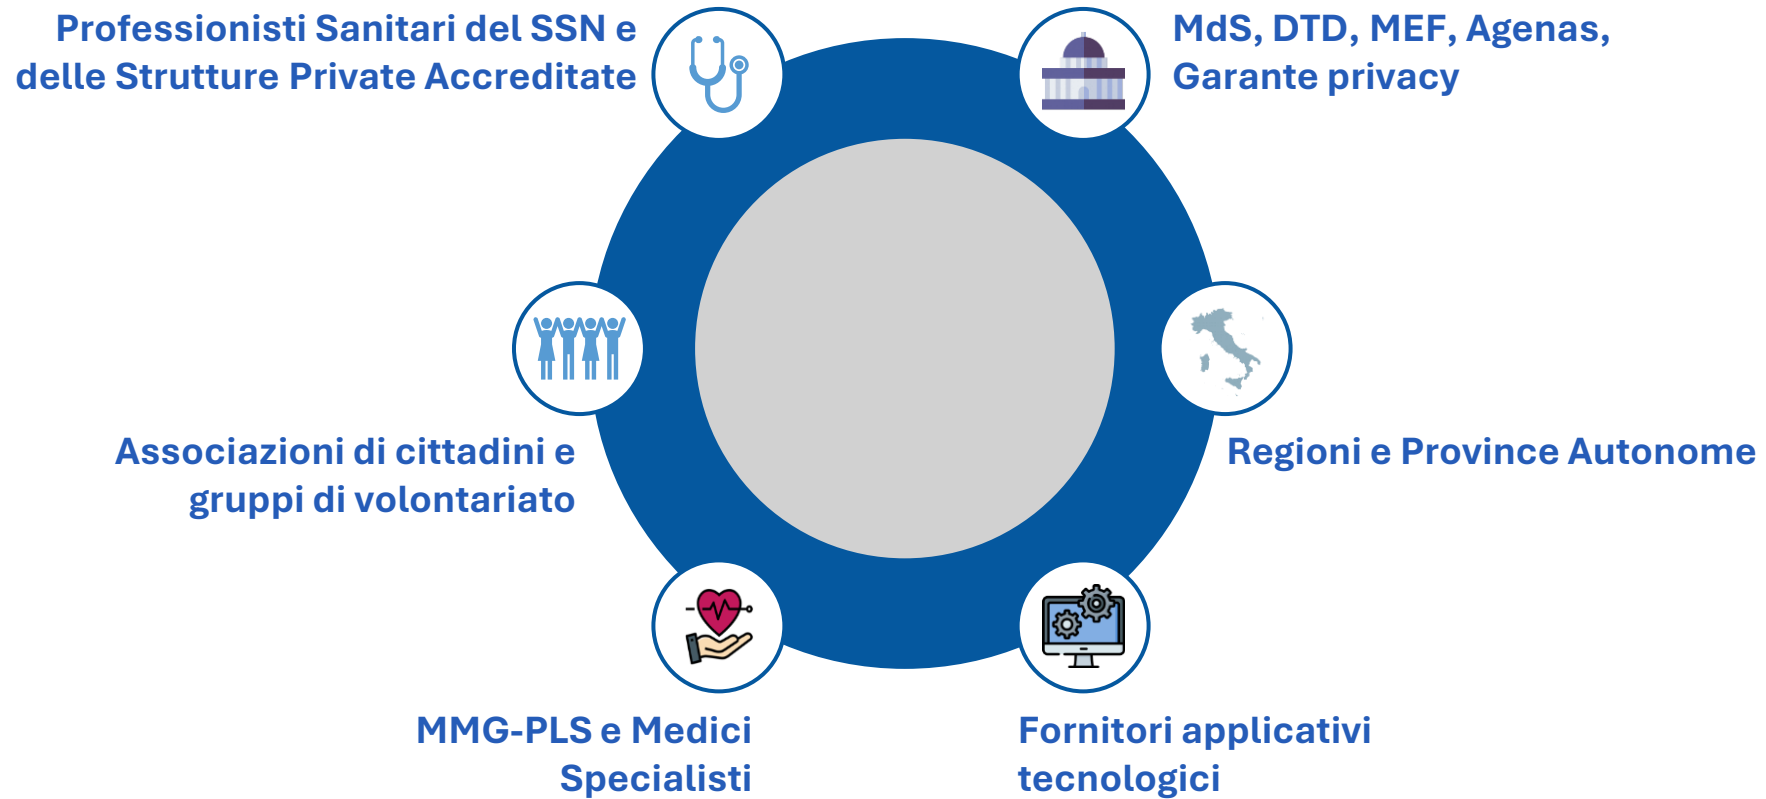 Professionisti Sanitari del SSN e
delle Strutture Private Accreditate
MdS, DTD, MEF, Agenas,
Garante privacy
Associazioni di cittadini e
gruppi di volontariato
Regioni e Province Autonome
MMG-PLS e Medici
Specialisti
Fornitori applicativi
tecnologici